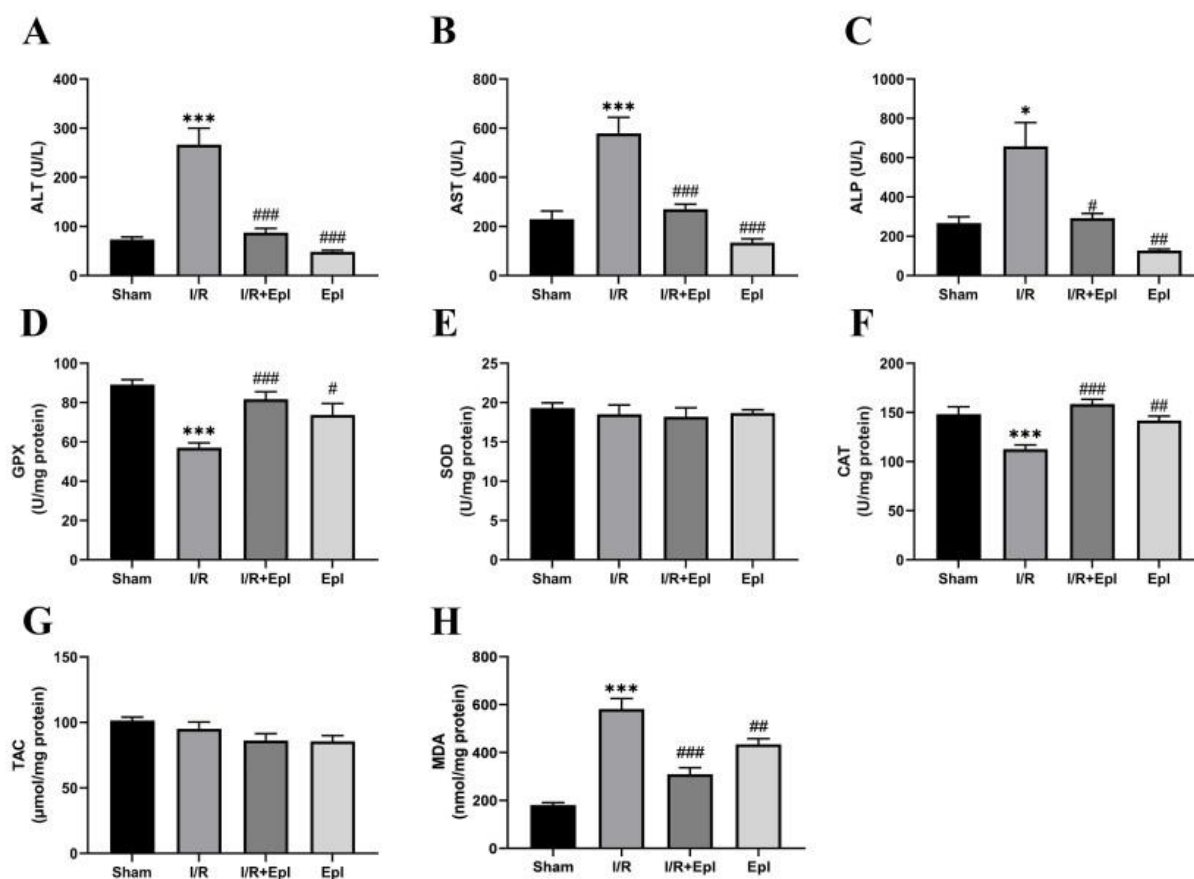 A
ALT (U/L)
400
300
200
100
0
***
###
###
Sham I/R I/R+Epl Epl
B
AST (U/L)
800
600
400
200
0
***
###
###
Sham I/R I/R+Epl Epl
C
ALP (U/L)
1000
800
600
400
200
0
*
#
##
Sham I/R I/R+Epl Epl
D
GPX
(U/mg protein)
100
80
60
40
20
0
***
###
#
Sham I/R I/R+Epl Epl
E
SOD
(U/mg protein)
25
20
15
10
5
0
Sham I/R I/R+Epl Epl
F
CAT
(U/mg protein)
200
150
100
50
0
***
###
##
Sham I/R I/R+Epl Epl
G
TAC
(μmol/mg protein)
150
100
50
0
Sham I/R I/R+Epl Epl
H
MDA
(nmol/mg protein)
800
600
400
200
0
***
###
##
Sham I/R I/R+Epl Epl